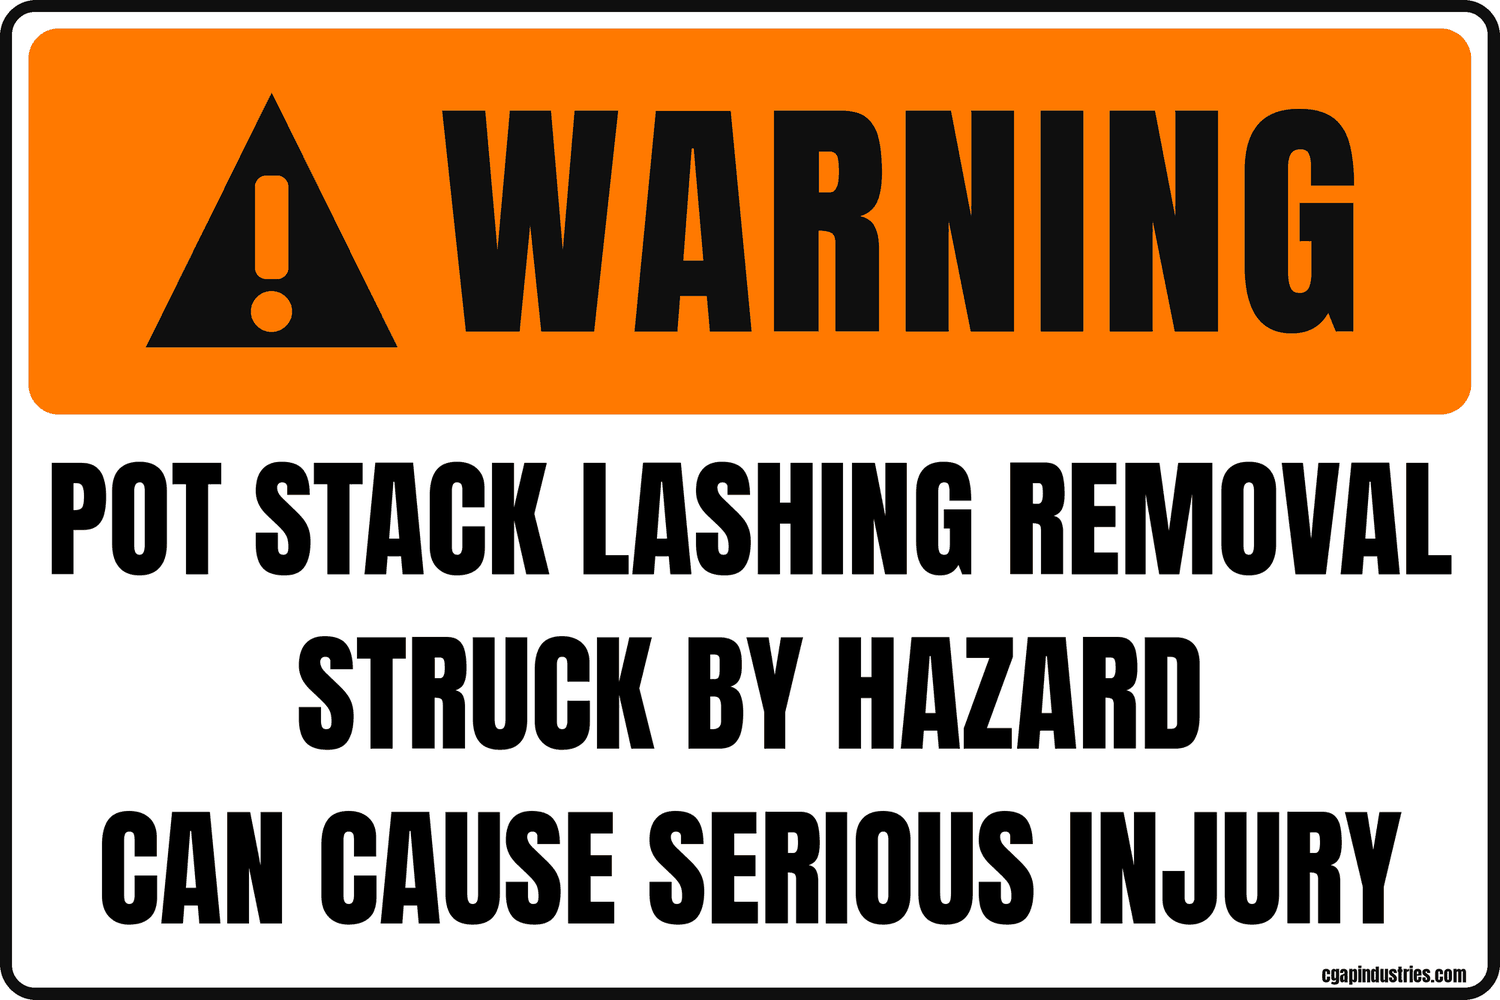 WARNING
POT STACK LASHING REMOVAL
STRUCK BY HAZARD
CAN CAUSE SERIOUS INJURY
cgapindustries.com